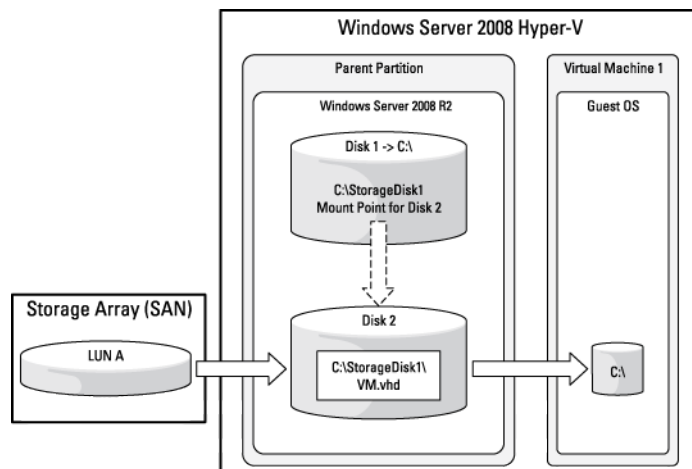 Windows Server 2008 Hyper-V
Parent Partition
Windows Server 2008 R2
Disk 1 -> C:\
C:\StorageDisk1
Mount Point for Disk 2
Disk 2
C:\StorageDisk1\
VM.vhd
Virtual Machine 1
Guest OS
C:\
Storage Array (SAN)
LUN A